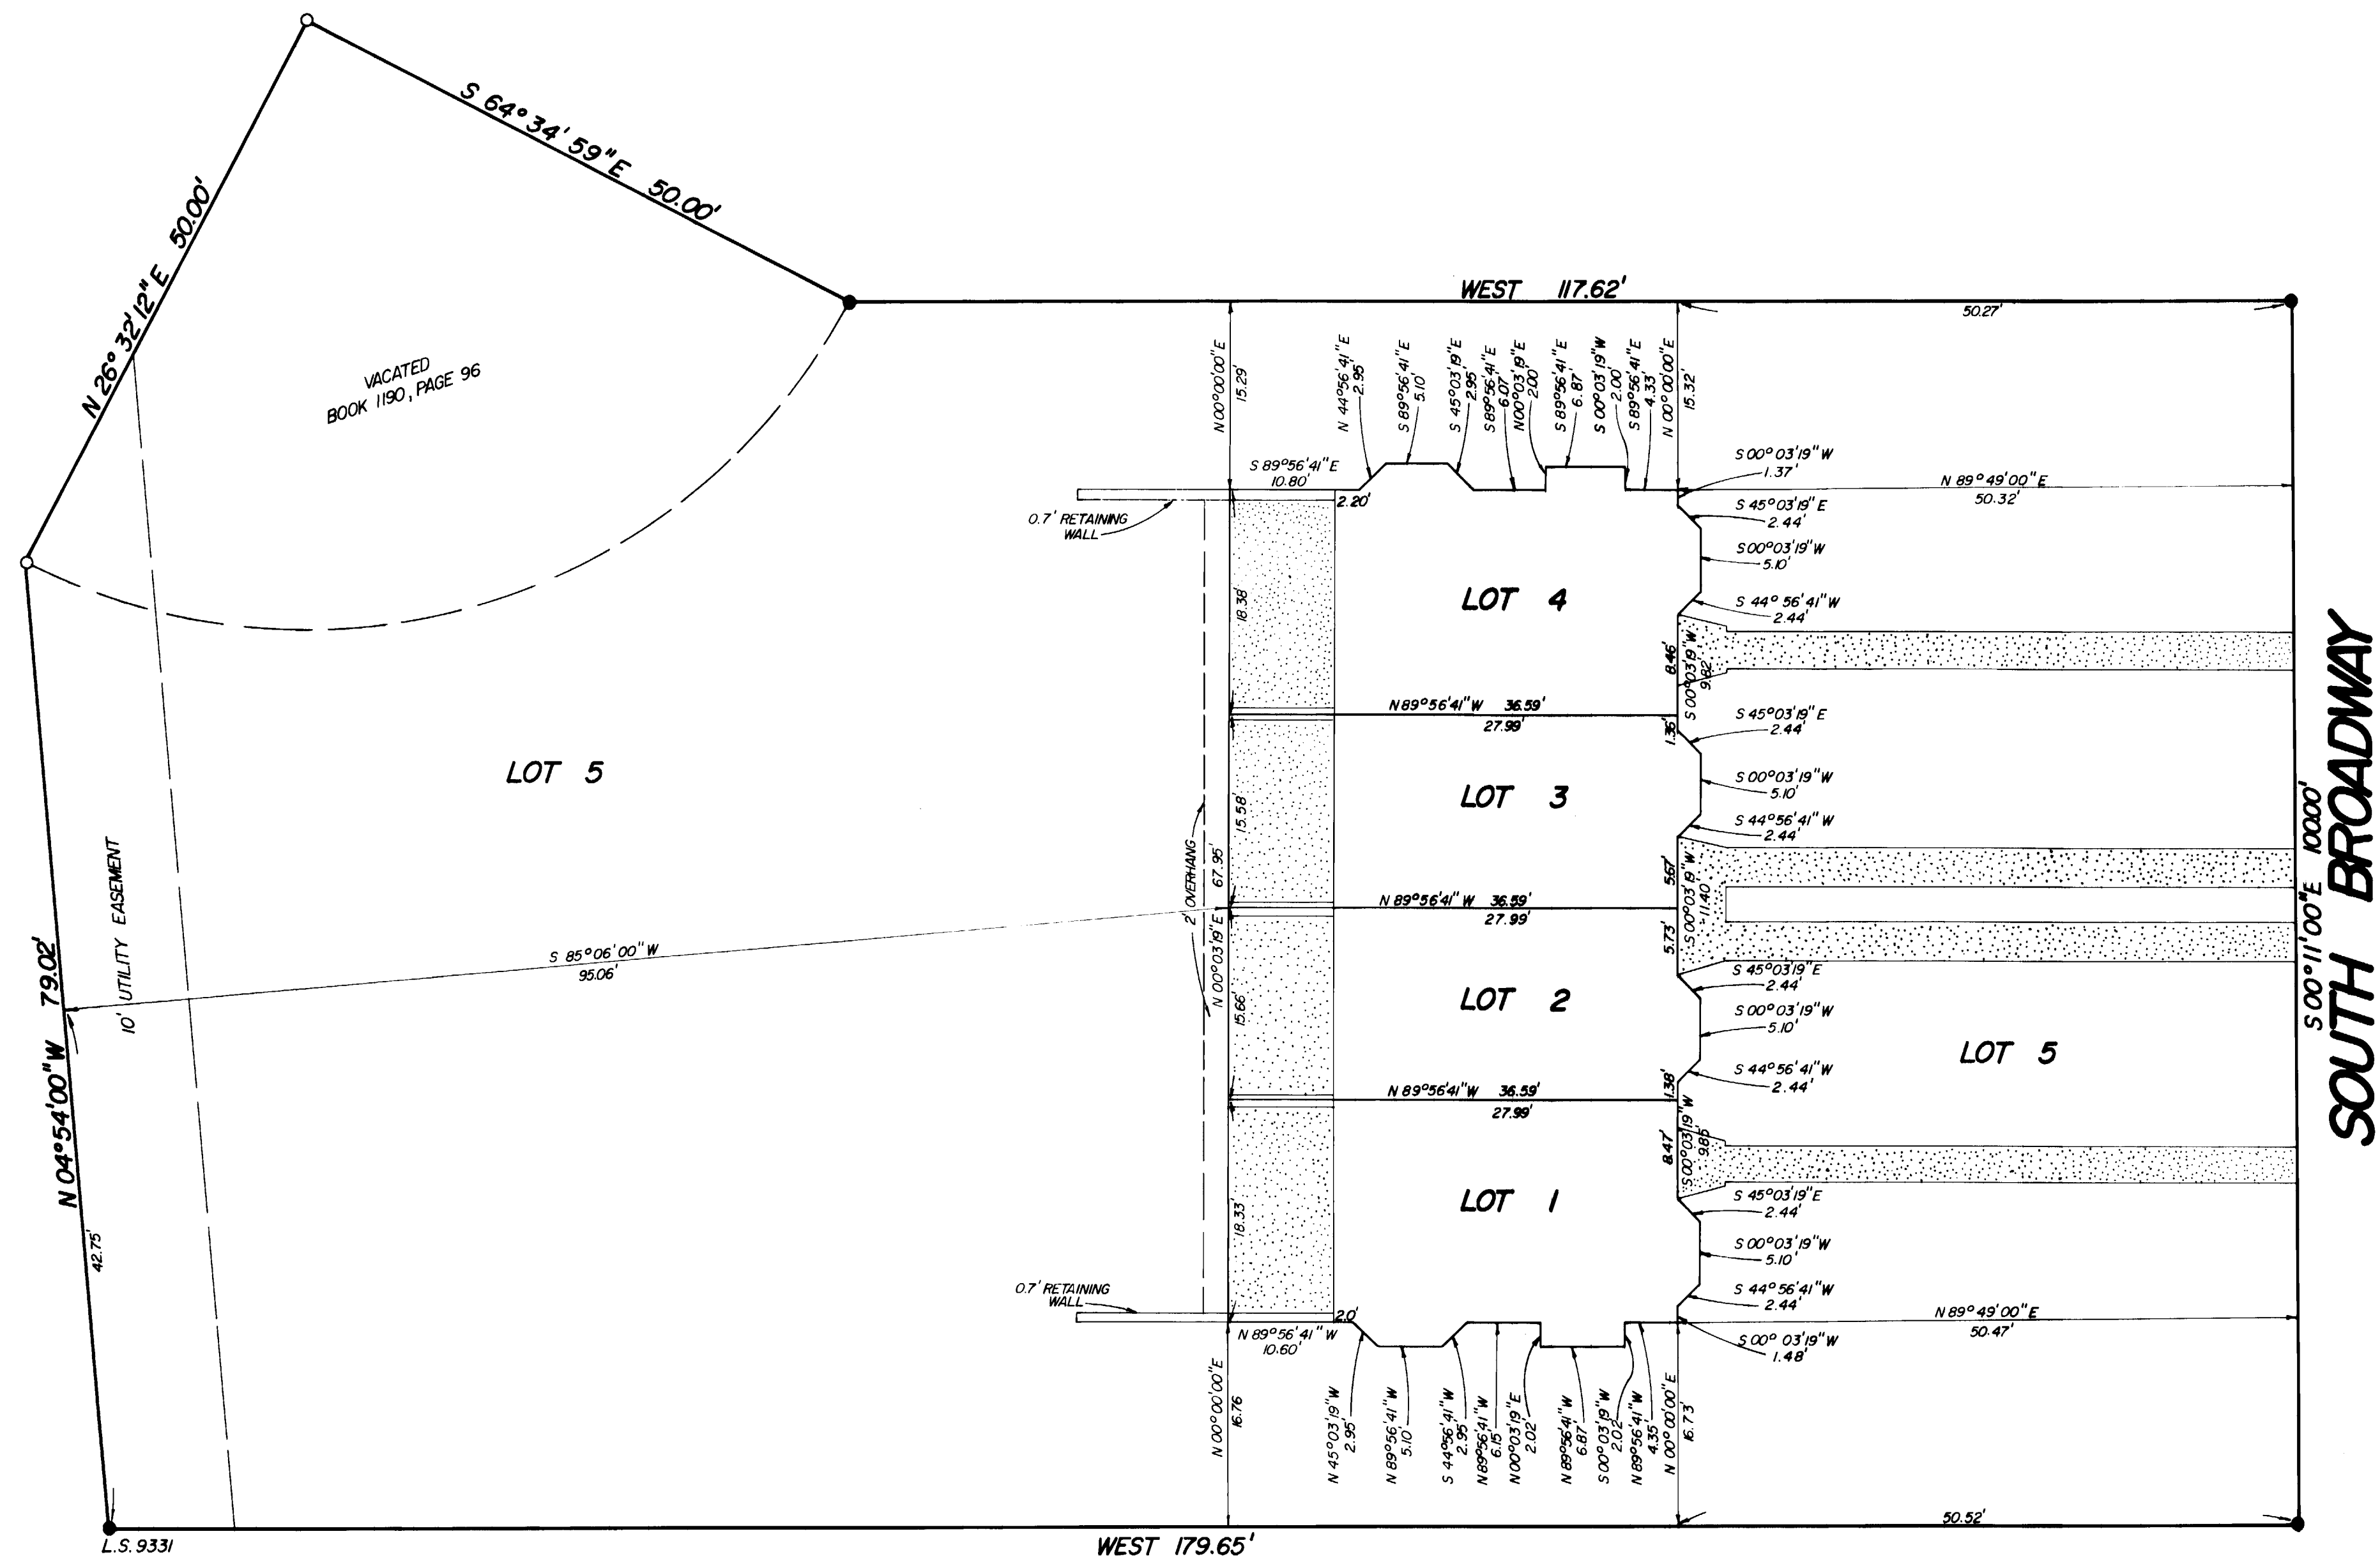 S 64°34'59"E 50.00'
N 26°32'12"E 50.00'
VACATED
BOOK 1190, PAGE 96
WEST 117.62'
50.27'
N 00°00'00"E
15.29'
N 44°56'41"E
2.95'
S 89°56'41"E
5.10'
S 45°03'19"E
2.95'
S 89°56'41"E
6.07'
N 00°03'19"E
2.00'
S 89°56'41"E
6.87'
S 00°03'19"W
2.00'
S 89°56'41"E
4.33'
N 00°00'00"E
15.32'
S 89°56'41"E
10.80'
2.20'
0.7' RETAINING
WALL
S 00°03'19"W
1.37'
N 89°49'00"E
50.32'
S 45°03'19"E
2.44'
S 00°03'19"W
5.10'
S 44°56'41"W
2.44'
18.38'
LOT 4
8.46'
S 00°03'19"W
9.82'
N 89°56'41"W 36.59'
27.99'
1.36'
S 45°03'19"E
2.44'
LOT 5
LOT 3
15.58'
S 00°03'19"W
5.10'
S 44°56'41"W
2.44'
5.67'
S 00°03'19"W
11.40'
2' OVERHANG
N 00°03'19"E 67.95'
N 89°56'41"W 36.59'
27.99'
10' UTILITY EASEMENT
S 85°06'00"W
95.06'
N 04°54'00"W 79.02'
15.66'
5.73'
LOT 2
S 45°03'19"E
2.44'
S 00°03'19"W
5.10'
S 44°56'41"W
2.44'
LOT 5
S 00°11'00"E 100.00'
SOUTH BROADWAY
N 89°56'41"W 36.59'
27.99'
1.38'
8.47'
S 00°03'19"W
9.85'
LOT 1
18.33'
S 45°03'19"E
2.44'
S 00°03'19"W
5.10'
S 44°56'41"W
2.44'
42.75'
0.7' RETAINING
WALL
2.0'
N 89°56'41"W
10.60'
N 89°49'00"E
50.47'
S 00°03'19"W
1.48'
N 00°00'00"E
16.76
N 45°03'19"W
2.95'
N 89°56'41"W
5.10'
S 44°56'41"W
2.95'
N 89°56'41"W
6.15'
N 00°03'19"E
2.02'
N 89°56'41"W
6.87'
S 00°03'19"W
2.02'
N 89°56'41"W
4.35'
N 00°00'00"E
16.73'
50.52'
L.S. 9331
WEST 179.65'